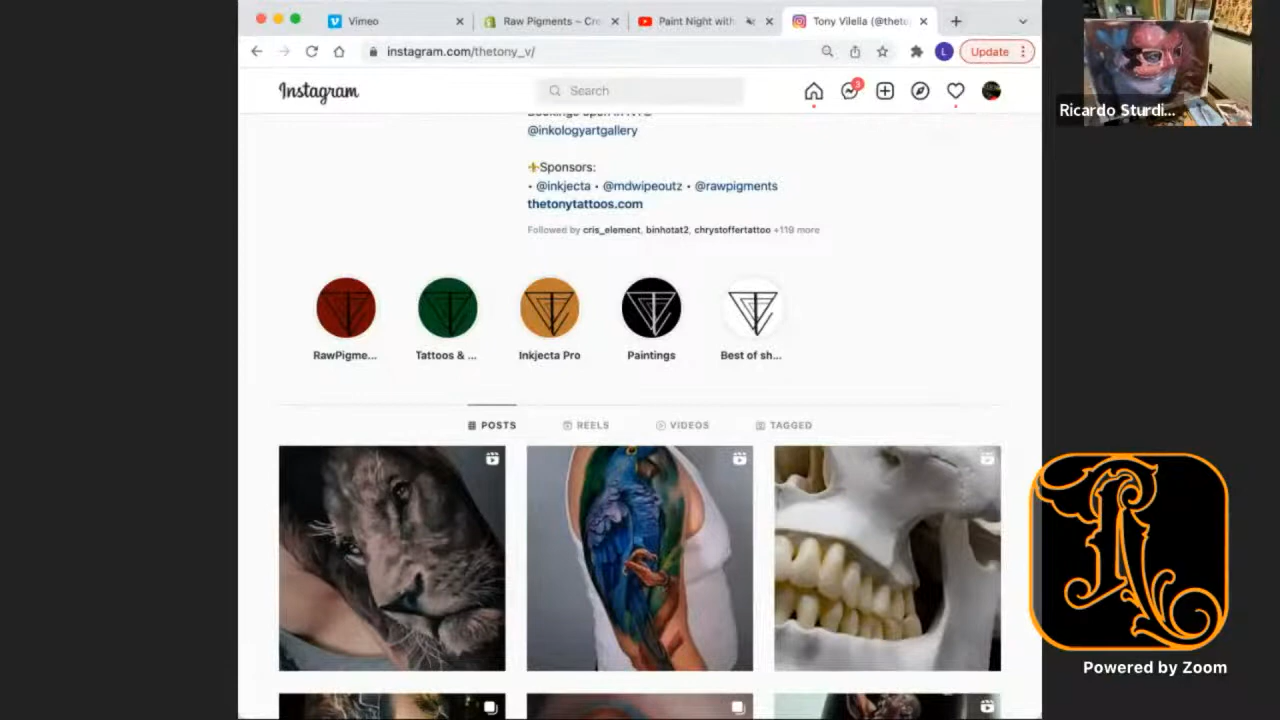 Vimeo
Raw Pigments ~ Cre
Paint Night with
Tony Vilella (@theto
instagram.com/thetony_v/
L
Update
Instagram
Search
3
@inkologyartgallery
Sponsors:
• @inkjecta • @mdwipeoutz • @rawpigments
thetonytattoos.com
Followed by cris_element, binhotat2, chrystoffertattoo +119 more
RawPigme...
Tattoos & ...
Inkjecta Pro
Paintings
Best of sh...
POSTS
REELS
VIDEOS
TAGGED
Ricardo Sturdi...
Powered by Zoom